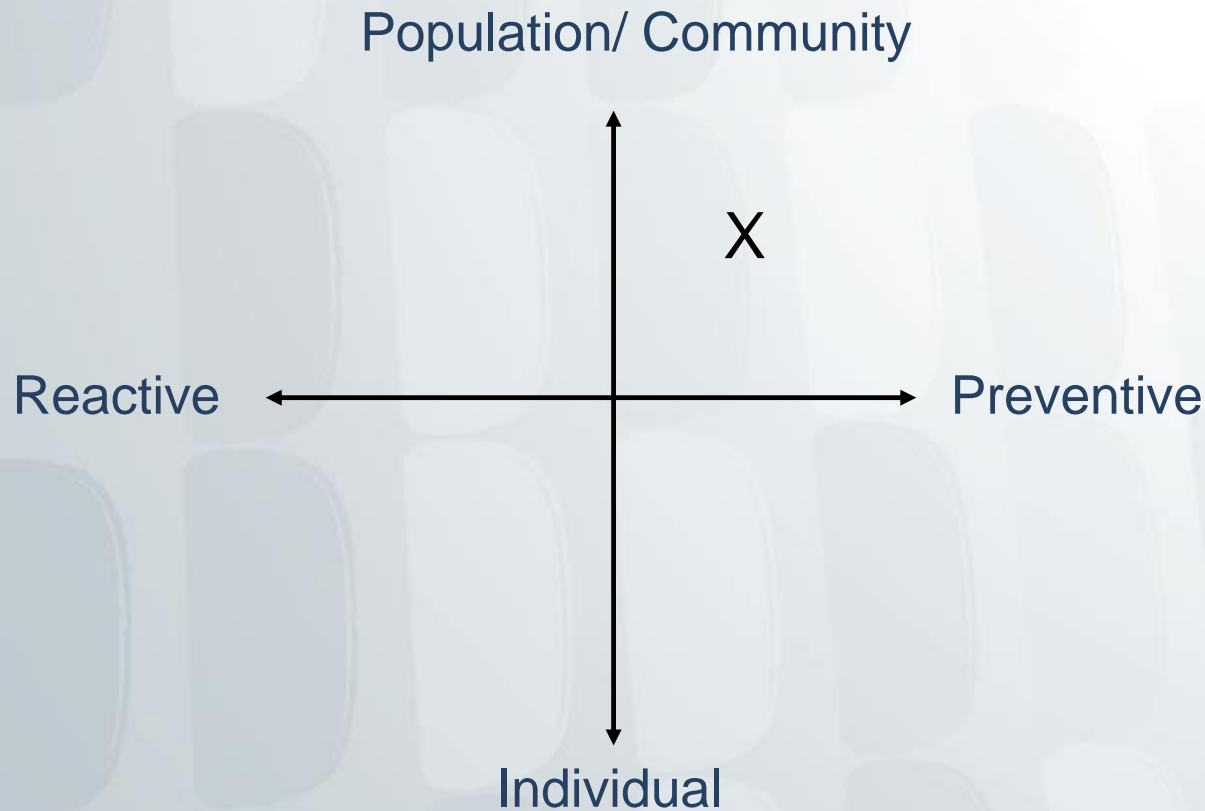 Population/ Community
X
Reactive
Preventive
Individual